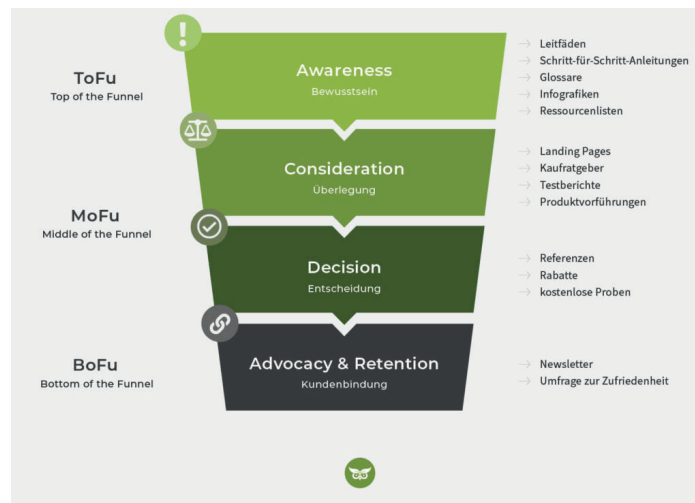 ToFu
Top of the Funnel
Awareness
Bewusstsein
→ Leitfäden
→ Schritt-für-Schritt-Anleitungen
→ Glossare
→ Infografiken
→ Ressourcenlisten
MoFu
Middle of the Funnel
Consideration
Überlegung
→ Landing Pages
→ Kaufratgeber
→ Testberichte
→ Produktvorführungen
Decision
Entscheidung
→ Referenzen
→ Rabatte
→ kostenlose Proben
BoFu
Bottom of the Funnel
Advocacy & Retention
Kundenbindung
→ Newsletter
→ Umfrage zur Zufriedenheit